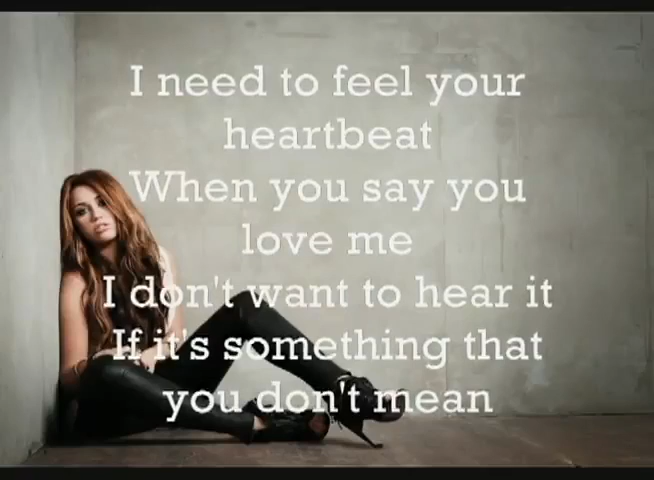 I need to feel your
heartbeat
When you say you
love me
I don't want to hear it
If it's something that
you don't mean